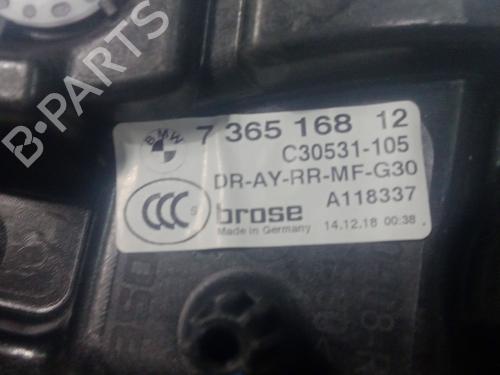 BMW 7 365 168 12
C30531-105
DR-AY-RR-MF-G30
CCC S brose A118337
Made in Germany 14.12.18 00:38